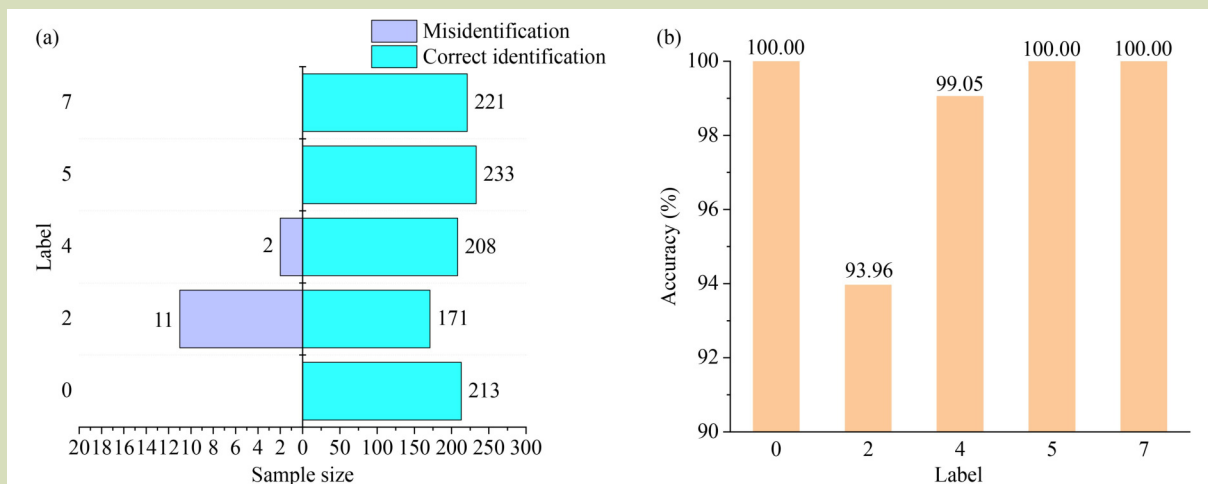 (a)
Misidentification
Correct identification
7
221
5
233
4
2
208
2
11
171
0
213
Label
20 18 16 14 12 10 8 6 4 2 0 50 100 150 200 250 300
Sample size
(b)
100.00
93.96
99.05
100.00
100.00
100
98
96
94
92
90
Accuracy (%)
0 2 4 5 7
Label